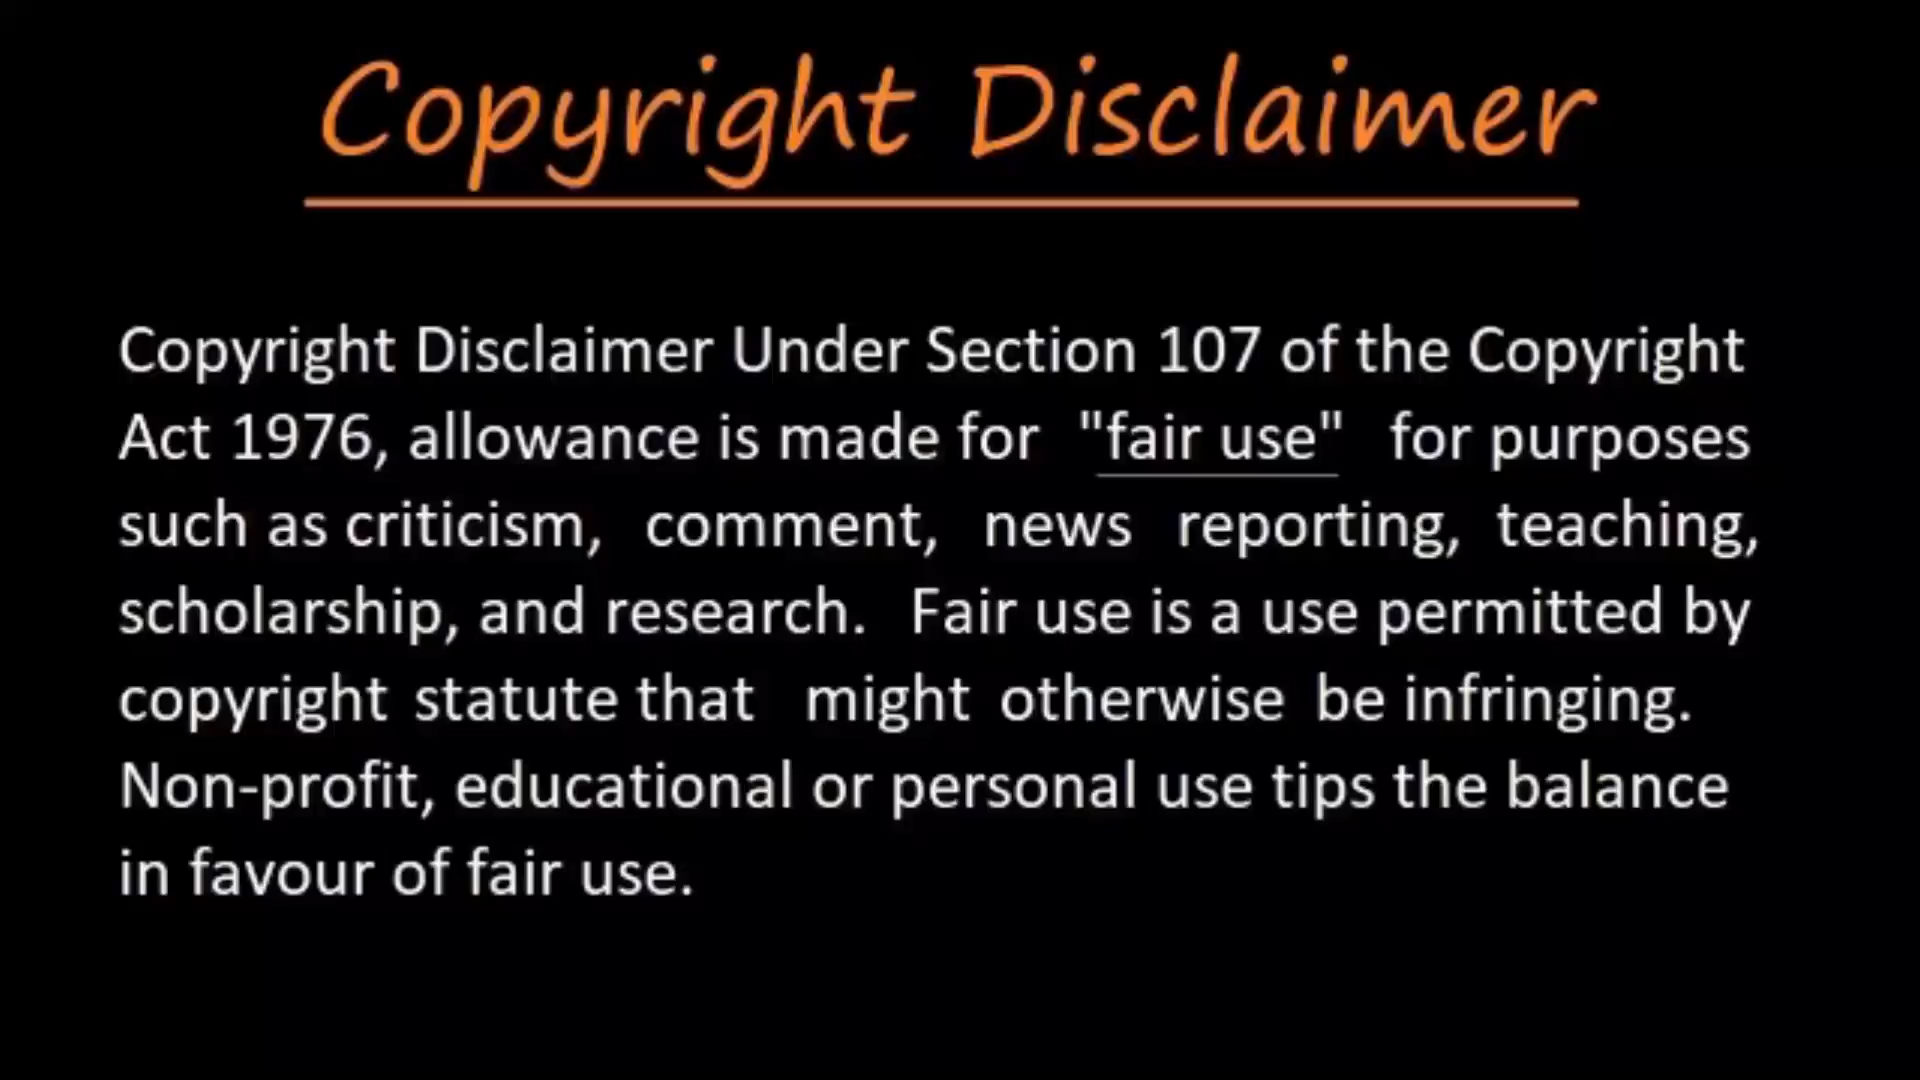 Copyright Disclaimer
Copyright Disclaimer Under Section 107 of the Copyright
Act 1976, allowance is made for "fair use" for purposes
such as criticism, comment, news reporting, teaching,
scholarship, and research. Fair use is a use permitted by
copyright statute that might otherwise be infringing.
Non-profit, educational or personal use tips the balance
in favour of fair use.